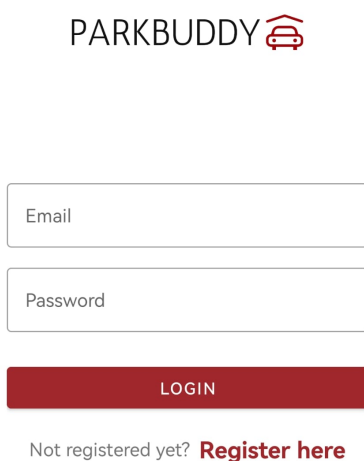 PARKBUDDY
Email
Password
LOGIN
Not registered yet? Register here